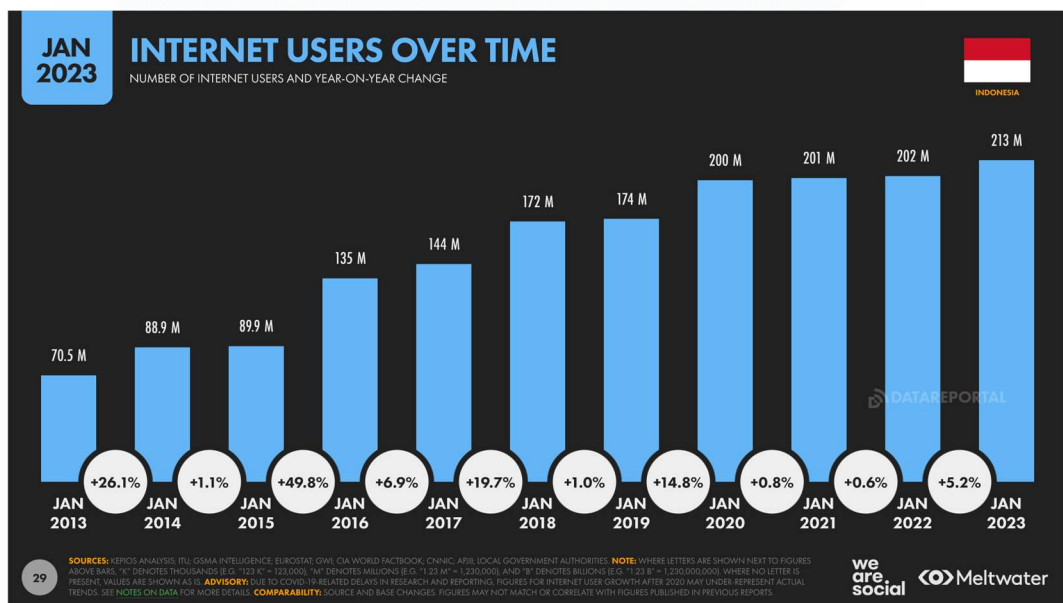 JAN
2023
INTERNET USERS OVER TIME
NUMBER OF INTERNET USERS AND YEAR-ON-YEAR CHANGE
INDONESIA
70.5 M
88.9 M
89.9 M
135 M
144 M
172 M
174 M
200 M
201 M
202 M
213 M
DATAREPORTAL
+26.1%
+1.1%
+49.8%
+6.9%
+19.7%
+1.0%
+14.8%
+0.8%
+0.6%
+5.2%
JAN
2013
JAN
2014
JAN
2015
JAN
2016
JAN
2017
JAN
2018
JAN
2019
JAN
2020
JAN
2021
JAN
2022
JAN
2023
29
SOURCES: KEPIOS ANALYSIS; ITU; GSMA INTELLIGENCE; EUROSTAT; GWI; CIA WORLD FACTBOOK; CNNIC; APJII; LOCAL GOVERNMENT AUTHORITIES. NOTE: WHERE LETTERS ARE SHOWN NEXT TO FIGURES
ABOVE BARS, "K" DENOTES THOUSANDS (E.G. "123 K" = 123,000), "M" DENOTES MILLIONS (E.G. "1.23 M" = 1,230,000), AND "B" DENOTES BILLIONS (E.G. "1.23 B" = 1,230,000,000). WHERE NO LETTER IS
PRESENT, VALUES ARE SHOWN AS IS. ADVISORY: DUE TO COVID-19-RELATED DELAYS IN RESEARCH AND REPORTING, FIGURES FOR INTERNET USER GROWTH AFTER 2020 MAY UNDER-REPRESENT ACTUAL
TRENDS. SEE NOTES ON DATA FOR MORE DETAILS. COMPARABILITY: SOURCE AND BASE CHANGES. FIGURES MAY NOT MATCH OR CORRELATE WITH FIGURES PUBLISHED IN PREVIOUS REPORTS.
we
are
social
Meltwater